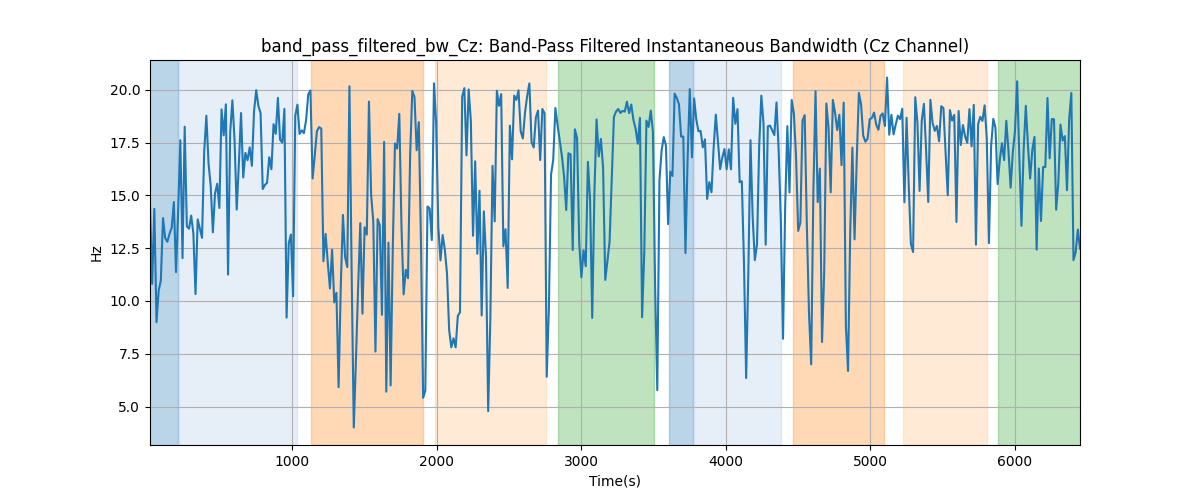 band_pass_filtered_bw_Cz: Band-Pass Filtered Instantaneous Bandwidth (Cz Channel)
20.0
17.5
15.0
12.5
10.0
7.5
5.0
Hz
1000 2000 3000 4000 5000 6000
Time(s)